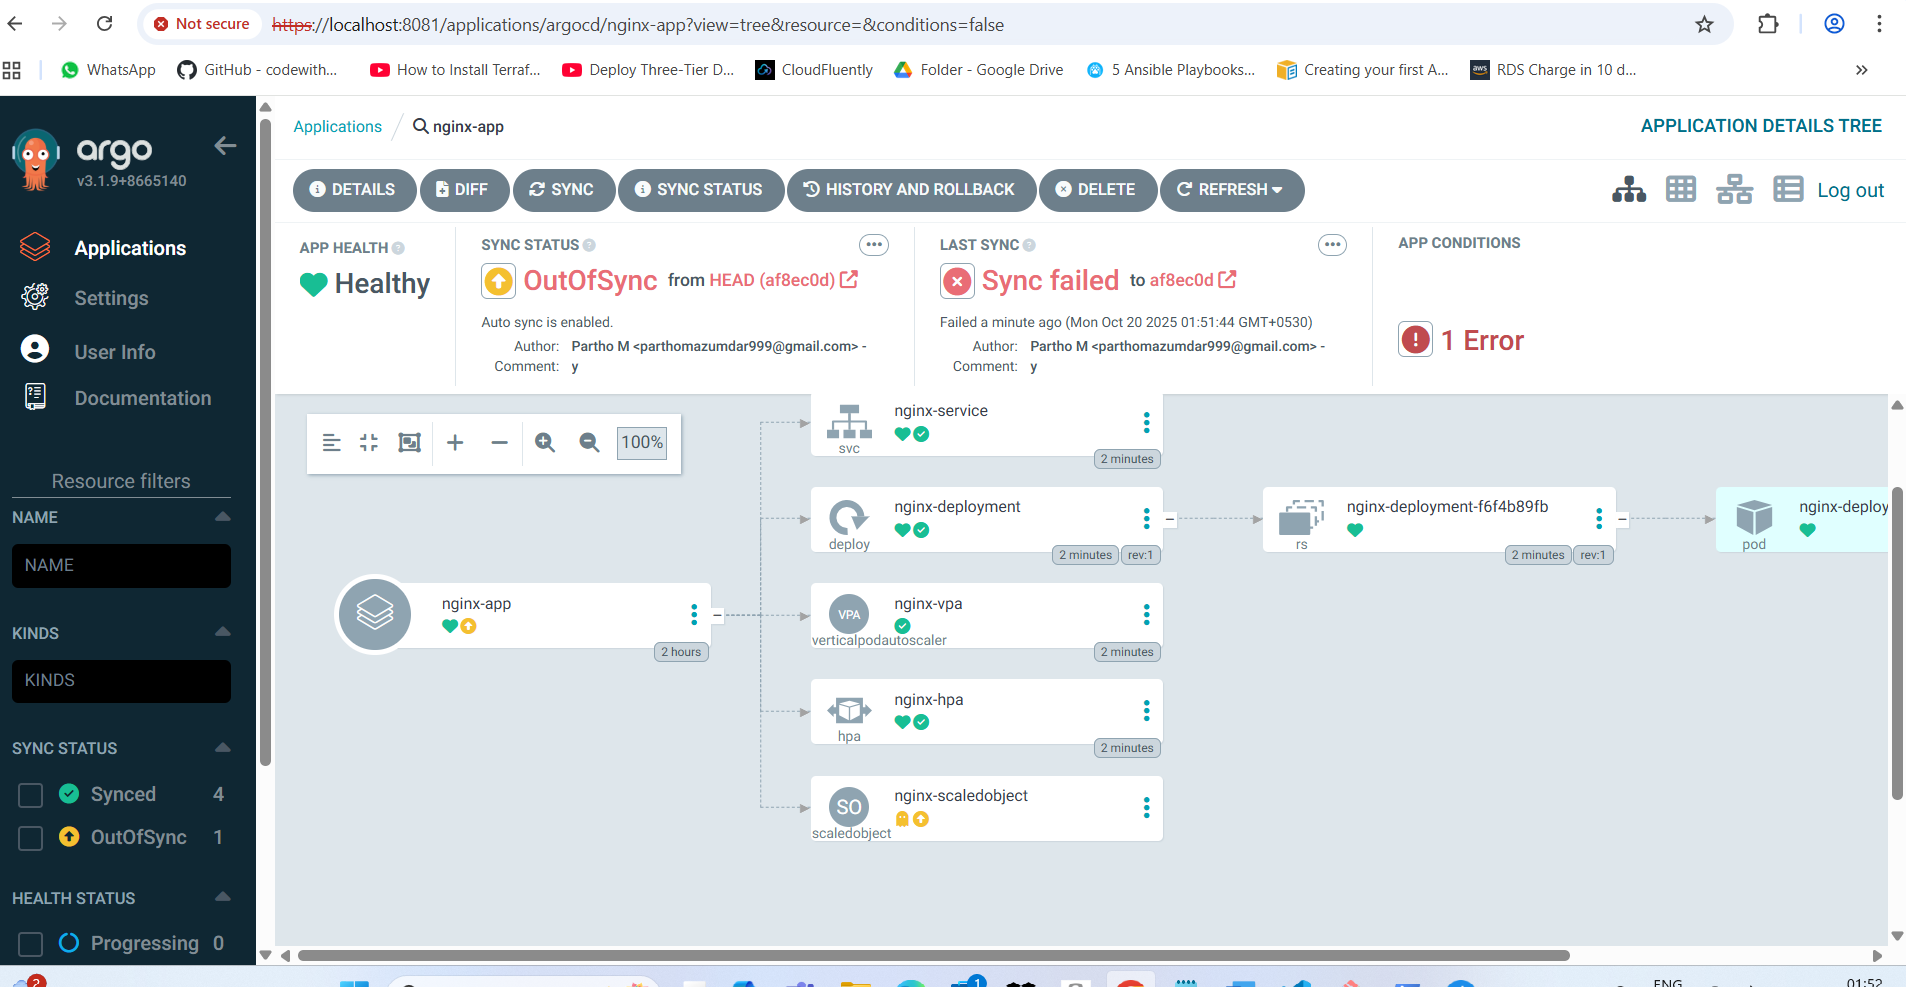 Not secure https://localhost:8081/applications/argocd/nginx-app?view=tree&resource=&conditions=false
WhatsApp GitHub - codewith... How to Install Terraf... Deploy Three-Tier D... CloudFluently Folder - Google Drive 5 Ansible Playbooks... Creating your first A... aws RDS Charge in 10 d... »
argo
v3.1.9+8665140
Applications
Settings
User Info
Documentation
Resource filters
NAME
NAME
KINDS
KINDS
SYNC STATUS
Synced 4
OutOfSync 1
HEALTH STATUS
Progressing 0
Applications / nginx-app
APPLICATION DETAILS TREE
DETAILS DIFF SYNC SYNC STATUS HISTORY AND ROLLBACK DELETE REFRESH
Log out
APP HEALTH
Healthy
SYNC STATUS
OutOfSync from HEAD (af8ec0d)
Auto sync is enabled.
Author: Partho M <parthomazumdar999@gmail.com> -
Comment: y
LAST SYNC
Sync failed to af8ec0d
Failed a minute ago (Mon Oct 20 2025 01:51:44 GMT+0530)
Author: Partho M <parthomazumdar999@gmail.com> -
Comment: y
APP CONDITIONS
1 Error
100%
nginx-app
2 hours
nginx-service
svc
2 minutes
nginx-deployment
deploy
2 minutes rev:1
nginx-deployment-f6f4b89fb
rs
2 minutes rev:1
nginx-deploy
pod
VPA
nginx-vpa
verticalpodautoscaler
2 minutes
nginx-hpa
hpa
2 minutes
SO
nginx-scaledobject
scaledobject
2
1
ENG
01:52